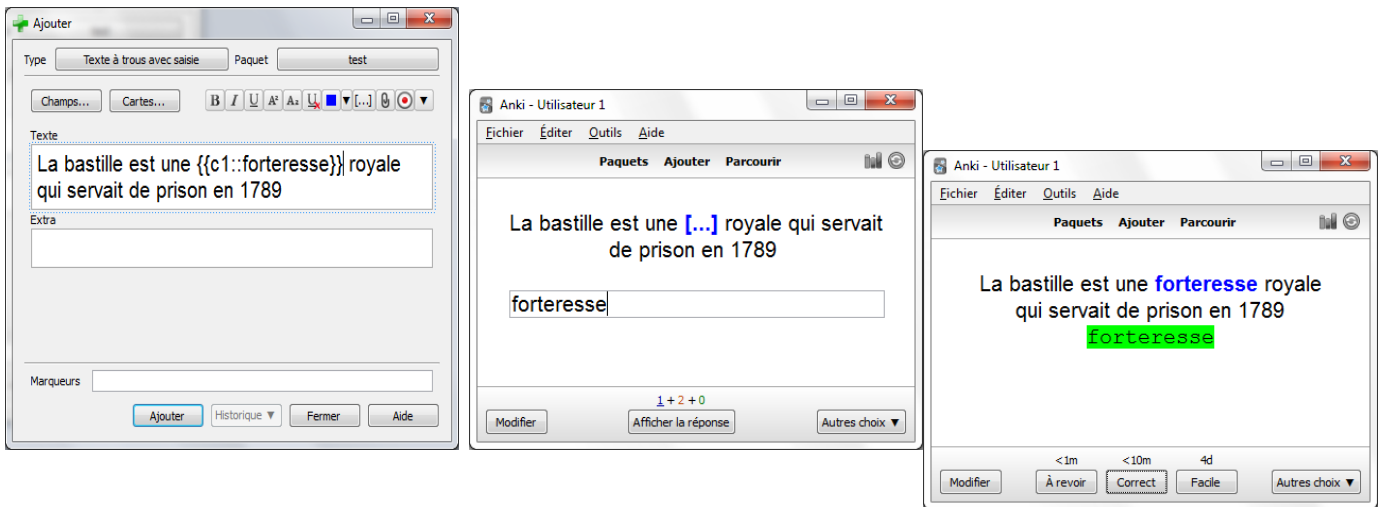 Ajouter
Type Texte à trous avec saisie Paquet test
Champs... Cartes... B I U A² A₂ U [...]
Texte
La bastille est une {{c1::forteresse}} royale
qui servait de prison en 1789
Extra
Marqueurs
Ajouter Historique ▼ Fermer Aide
Anki - Utilisateur 1
Fichier Éditer Outils Aide
Paquets Ajouter Parcourir
La bastille est une [...] royale qui servait
de prison en 1789
forteresse
1 + 2 + 0
Modifier Afficher la réponse Autres choix ▼
Anki - Utilisateur 1
Fichier Éditer Outils Aide
Paquets Ajouter Parcourir
La bastille est une forteresse royale
qui servait de prison en 1789
forteresse
<1m <10m 4d
Modifier À revoir Correct Facile Autres choix ▼